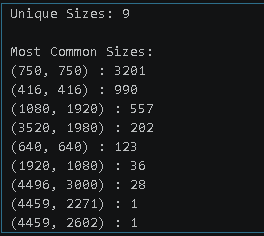 Unique Sizes: 9
Most Common Sizes:
(750, 750) : 3201
(416, 416) : 990
(1080, 1920) : 557
(3520, 1980) : 202
(640, 640) : 123
(1920, 1080) : 36
(4496, 3000) : 28
(4459, 2271) : 1
(4459, 2602) : 1